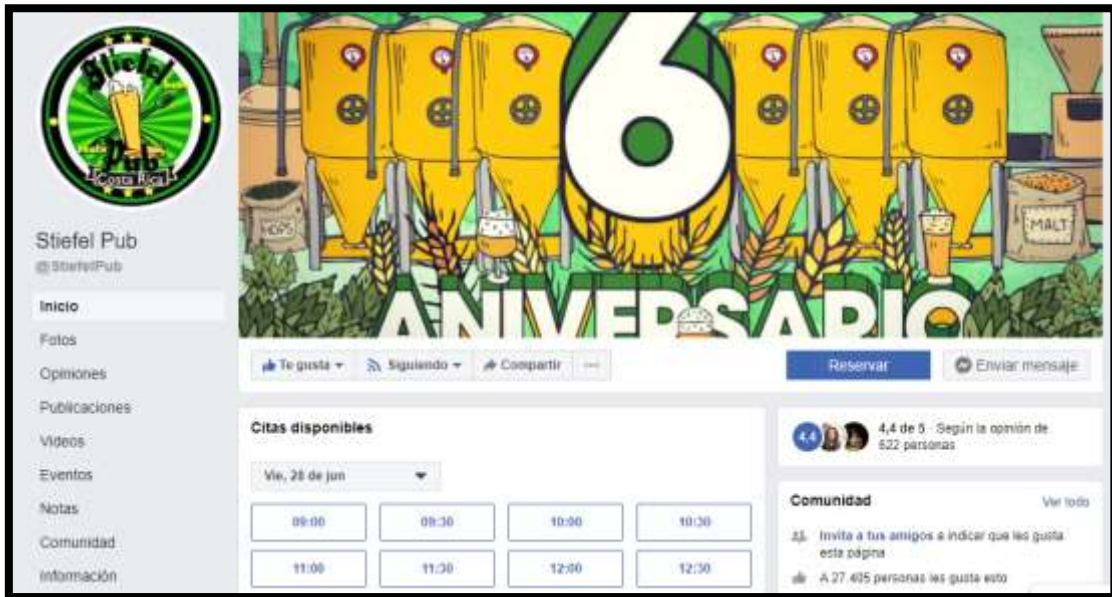 Stiefel
Pub
Costa Rica
6
HOPS
MALT
ANIVERSARIO
Stiefel Pub
@StiefelPub
Inicio
Fotos
Opiniones
Publicaciones
Videos
Eventos
Notas
Comunidad
Información
Te gusta
Siguiendo
Compartir
Reservar
Enviar mensaje
Citas disponibles
Vie, 28 de jun
09:00 09:30 10:00 10:30
11:00 11:30 12:00 12:30
4,4
4,4 de 5 · Según la opinión de
622 personas
Comunidad Ver todo
Invita a tus amigos a indicar que les gusta
esta página
A 27.405 personas les gusta esto